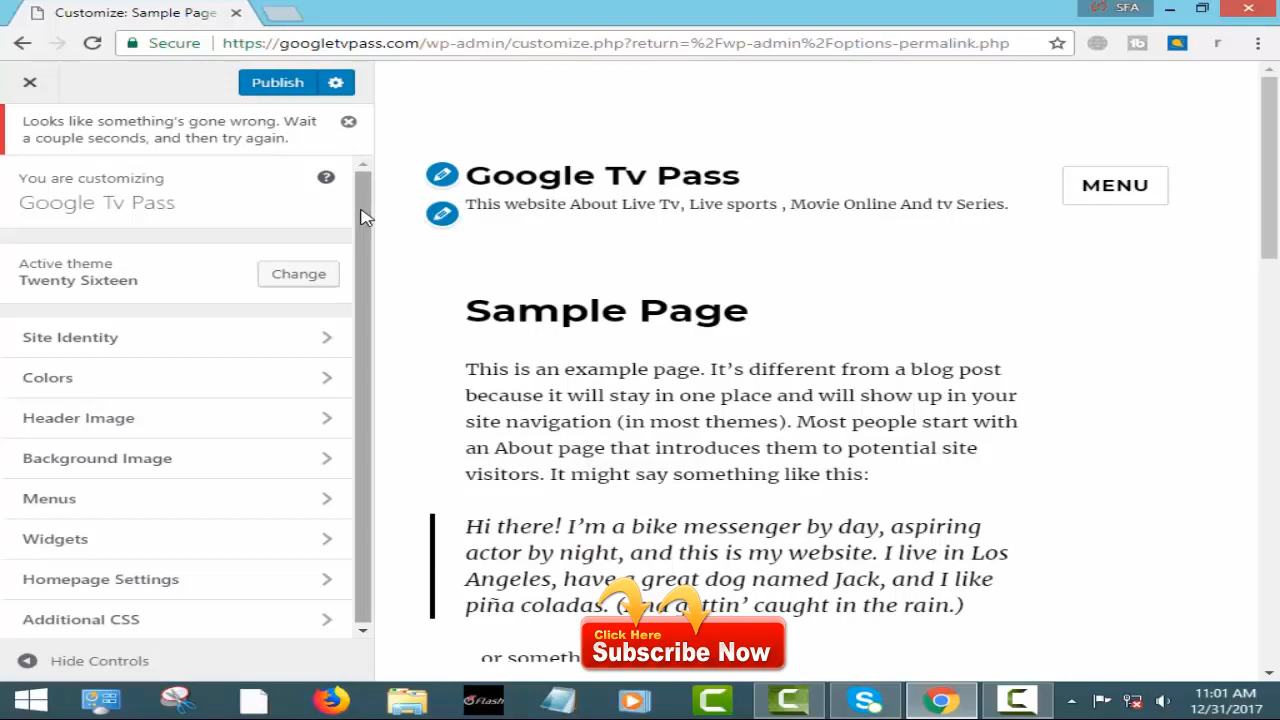 Customize: Sample Page
SFA
Secure
https://googletvpass.com/wp-admin/customize.php?return=%2Fwp-admin%2Foptions-permalink.php
Publish
Looks like something's gone wrong. Wait
a couple seconds, and then try again.
You are customizing
Google Tv Pass
Active theme
Twenty Sixteen
Change
Site Identity
Colors
Header Image
Background Image
Menus
Widgets
Homepage Settings
Additional CSS
Hide Controls
Google Tv Pass
This website About Live Tv, Live sports , Movie Online And tv Series.
MENU
Sample Page
This is an example page. It’s different from a blog post
because it will stay in one place and will show up in your
site navigation (in most themes). Most people start with
an About page that introduces them to potential site
visitors. It might say something like this:
Hi there! I’m a bike messenger by day, aspiring
actor by night, and this is my website. I live in Los
Angeles, have a great dog named Jack, and I like
piña coladas. (And gettin’ caught in the rain.)
or
Click Here
Subscribe Now
Flash
11:01 AM
12/31/2017